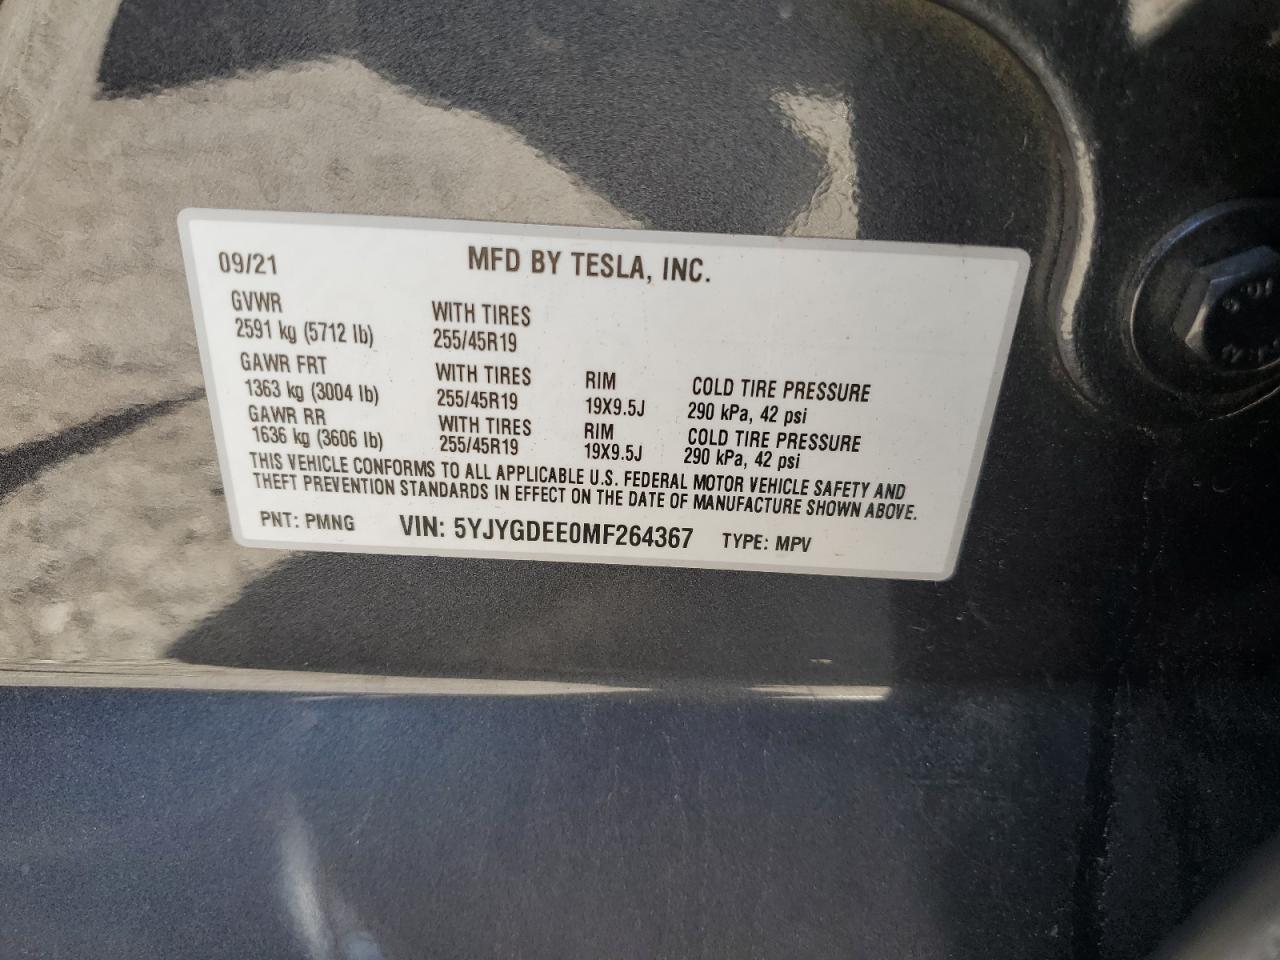 09/21 MFD BY TESLA, INC.
GVWR WITH TIRES
2591 kg (5712 lb) 255/45R19
GAWR FRT WITH TIRES RIM COLD TIRE PRESSURE
1363 kg (3004 lb) 255/45R19 19X9.5J 290 kPa, 42 psi
GAWR RR WITH TIRES RIM COLD TIRE PRESSURE
1636 kg (3606 lb) 255/45R19 19X9.5J 290 kPa, 42 psi
THIS VEHICLE CONFORMS TO ALL APPLICABLE U.S. FEDERAL MOTOR VEHICLE SAFETY AND
THEFT PREVENTION STANDARDS IN EFFECT ON THE DATE OF MANUFACTURE SHOWN ABOVE.
PNT: PMNG VIN: 5YJYGDEE0MF264367 TYPE: MPV